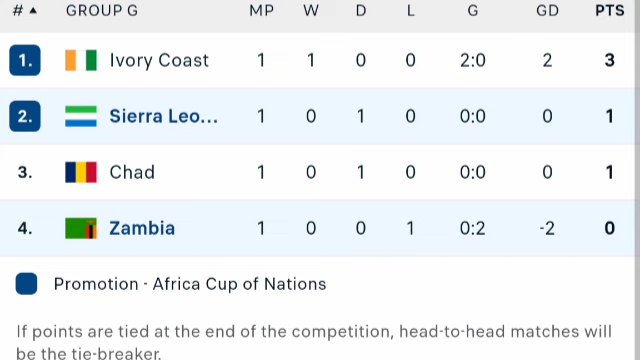 # ▲ GROUP G MP W D L G GD PTS
1. Ivory Coast 1 1 0 0 2:0 2 3
2. Sierra Leo... 1 0 1 0 0:0 0 1
3. Chad 1 0 1 0 0:0 0 1
4. Zambia 1 0 0 1 0:2 -2 0
Promotion - Africa Cup of Nations
If points are tied at the end of the competition, head-to-head matches will
be the tie-breaker.